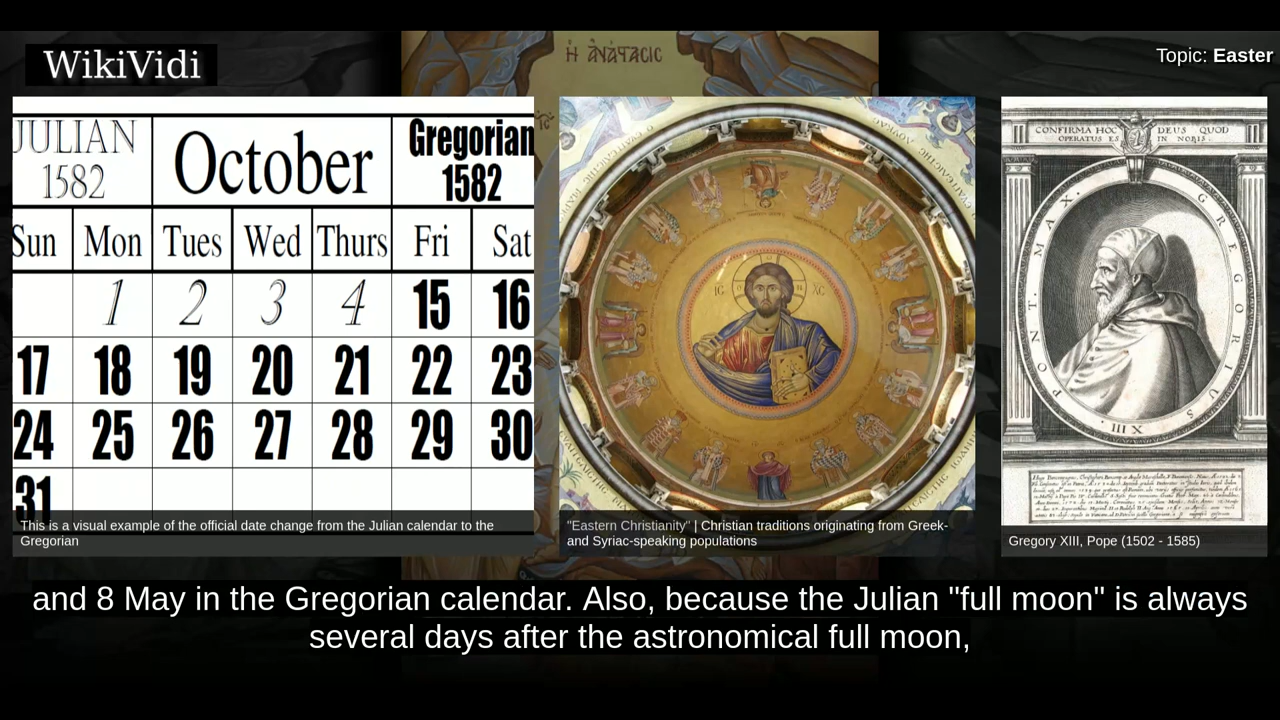 WikiVidi
Topic: Easter
Η ΑΝΑΣΤΑΣΙΣ
JULIAN
1582
October
Gregorian
1582
Sun Mon Tues Wed Thurs Fri Sat
1 2 3 4 15 16
17 18 19 20 21 22 23
24 25 26 27 28 29 30
31
This is a visual example of the official date change from the Julian calendar to the
Gregorian
IC XC
"Eastern Christianity" | Christian traditions originating from Greek-
and Syriac-speaking populations
CONFIRMA HOC DEUS QUOD
OPERATUS ES IN NOBIS.
GREGORIUS XIII PONT. MAX.
Gregory XIII, Pope (1502 - 1585)
and 8 May in the Gregorian calendar. Also, because the Julian "full moon" is always
several days after the astronomical full moon,